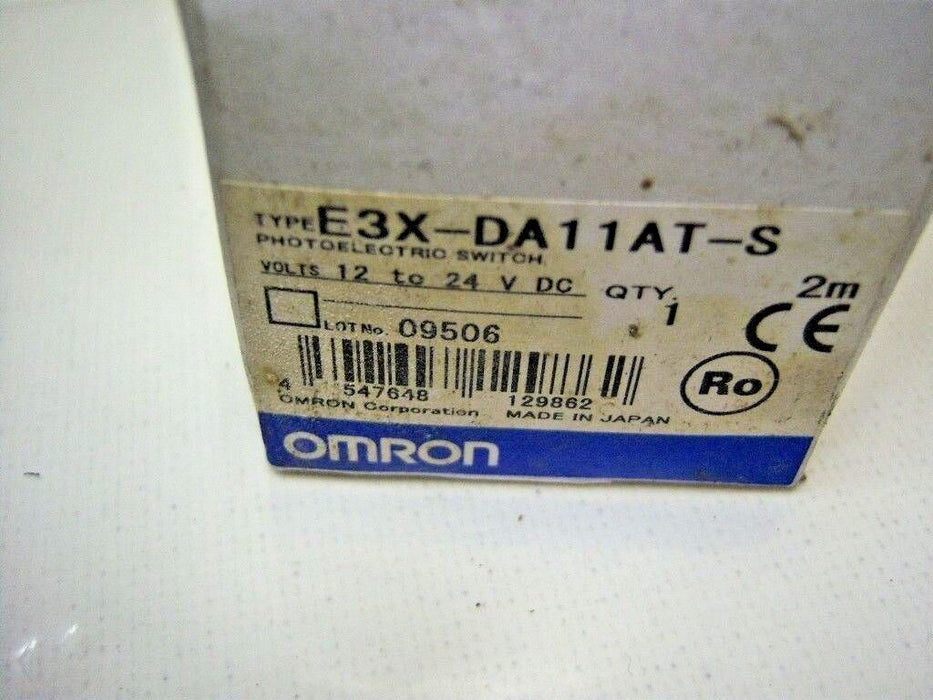 TYPE E3X-DA11AT-S
PHOTOELECTRIC SWITCH
VOLTS 12 to 24 V DC QTY. 2m
1 CE
LOT No. 09506
Ro
4 547648 129862
OMRON Corporation MADE IN JAPAN
OMRON